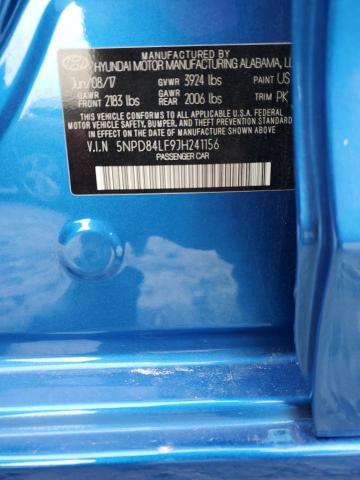 MANUFACTURED BY
HYUNDAI MOTOR MANUFACTURING ALABAMA, LL
Jun/08/17 GVWR 3924 lbs PAINT US
GAWR FRONT 2183 lbs GAWR REAR 2006 lbs TRIM PK
THIS VEHICLE CONFORMS TO ALL APPLICABLE U.S.A FEDERAL
MOTOR VEHICLE SAFETY, BUMPER, AND THEFT PREVENTION
STANDARDS IN EFFECT ON THE DATE OF MANUFACTURE SHOWN ABOVE.
V.I.N 5NPD84LF9JH241156
PASSENGER CAR